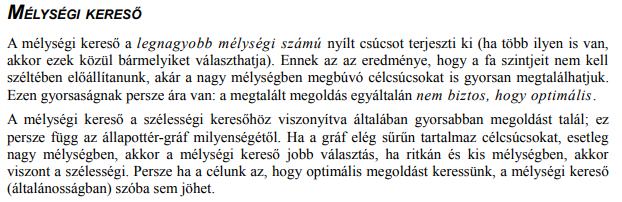 MÉLYSÉGI KERESŐ
A mélységi kereső a legnagyobb mélységi számú nyílt csúcsot terjeszti ki (ha több ilyen is van,
akkor ezek közül bármelyiket választhatja). Ennek az az eredménye, hogy a fa szintjeit nem kell
széltében előállítanunk, akár a nagy mélységben megbúvó célcsúcsokat is gyorsan megtalálhatjuk.
Ezen gyorsaságnak persze ára van: a megtalált megoldás egyáltalán nem biztos, hogy optimális.
A mélységi kereső a szélességi keresőhöz viszonyítva általában gyorsabban megoldást talál; ez
persze függ az állapottér-gráf milyenségétől. Ha a gráf elég sűrűn tartalmaz célcsúcsokat, esetleg
nagy mélységben, akkor a mélységi kereső jobb választás, ha ritkán és kis mélységben, akkor
viszont a szélességi. Persze ha a célunk az, hogy optimális megoldást keressünk, a mélységi kereső
(általánosságban) szóba sem jöhet.